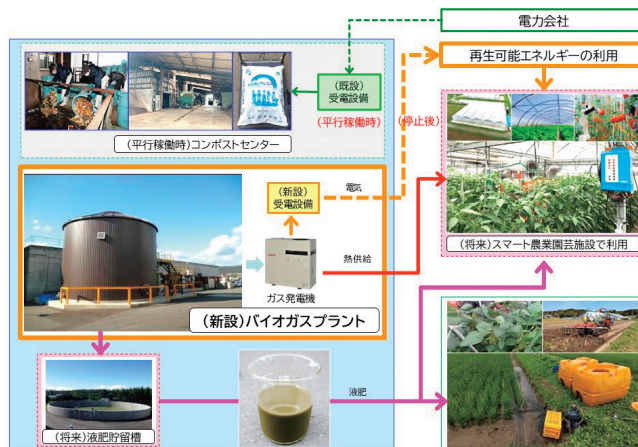 電力会社
再生可能エネルギーの利用
(既設)
受電設備
(平行稼働時)
(停止後)
(平行稼働時)コンポストセンター
(新設)
受電設備
電気
熱供給
ガス発電機
(新設)バイオガスプラント
(将来)スマート農業園芸施設で利用
(将来)液肥貯留槽
液肥